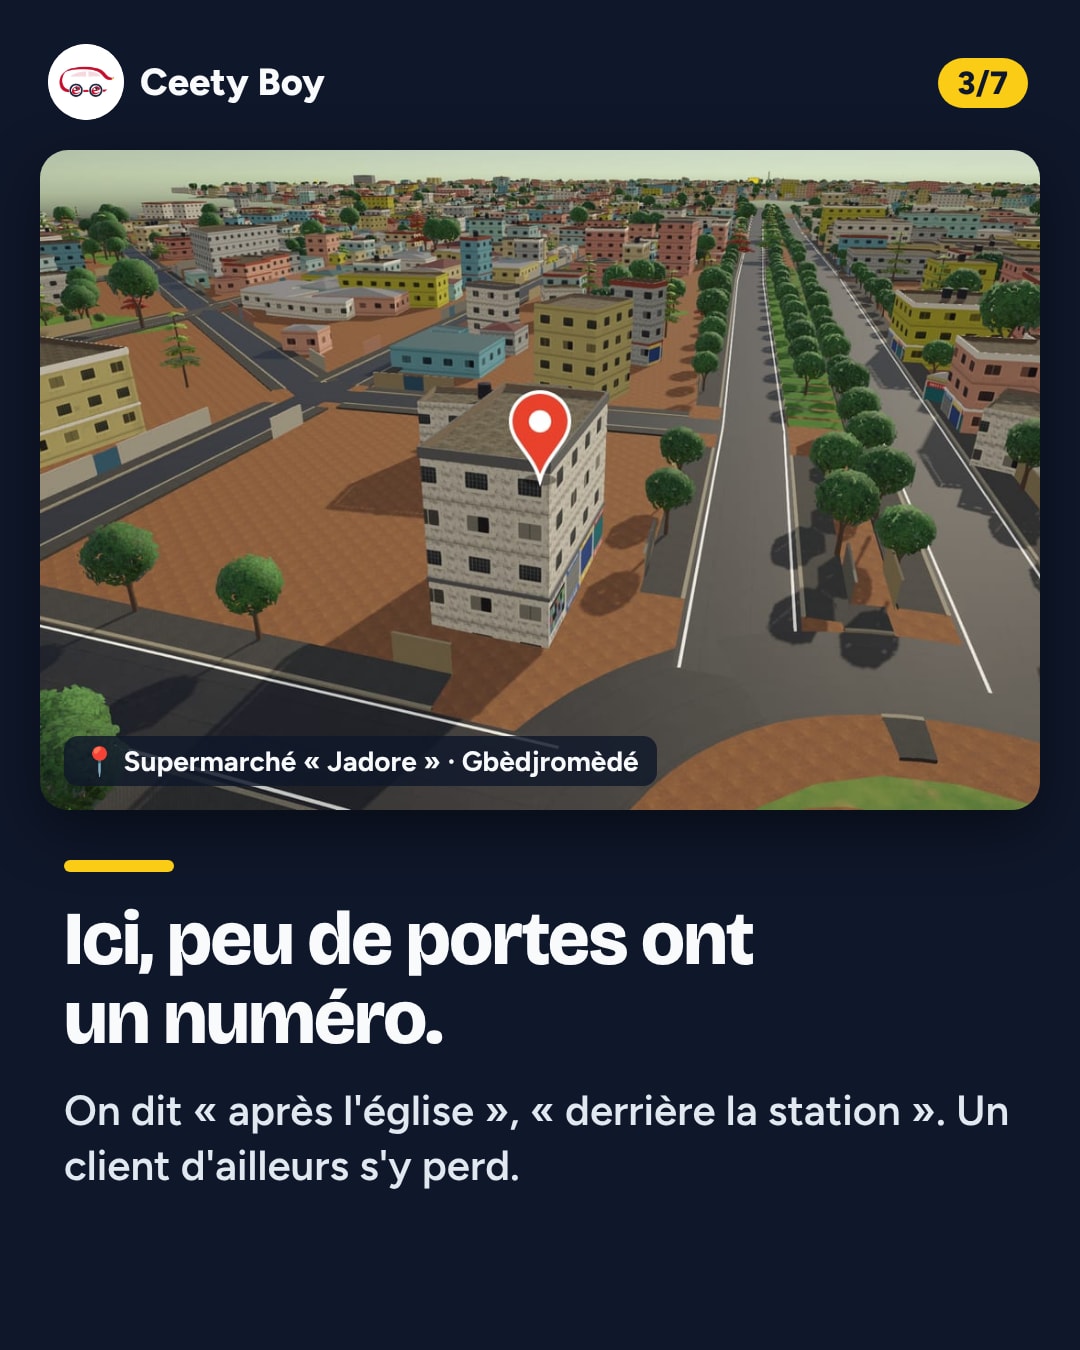 Ceety Boy
3/7
📍 Supermarché « Jadore » · Gbèdjromèdé
Ici, peu de portes ont
un numéro.
On dit « après l'église », « derrière la station ». Un
client d'ailleurs s'y perd.